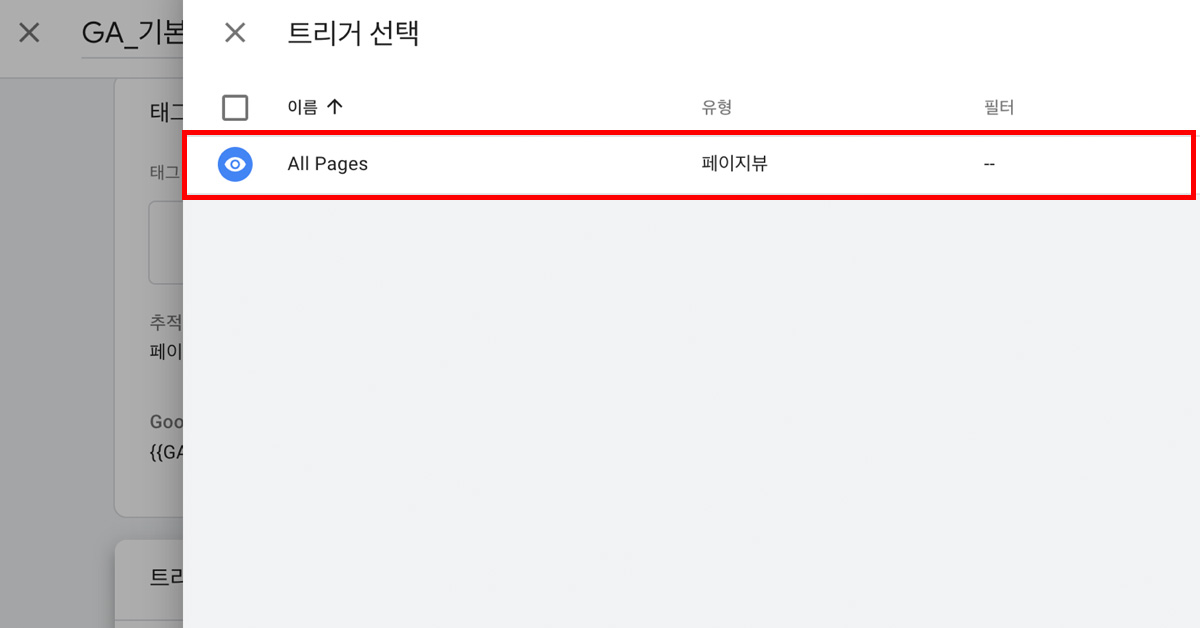 GA_기본
트리거 선택
이름 유형 필터
All Pages 페이지뷰 --
태그
태그
추적
페이
Goo
{{GA
트리